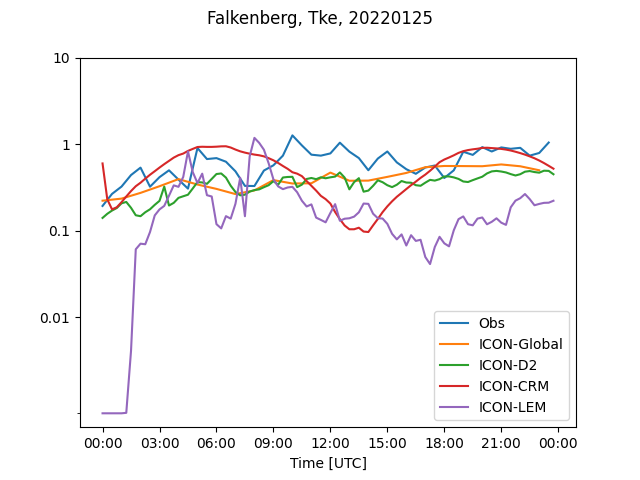 Falkenberg, Tke, 20220125
10
1
0.1
0.01
Obs
ICON-Global
ICON-D2
ICON-CRM
ICON-LEM
00:00 03:00 06:00 09:00 12:00 15:00 18:00 21:00 00:00
Time [UTC]